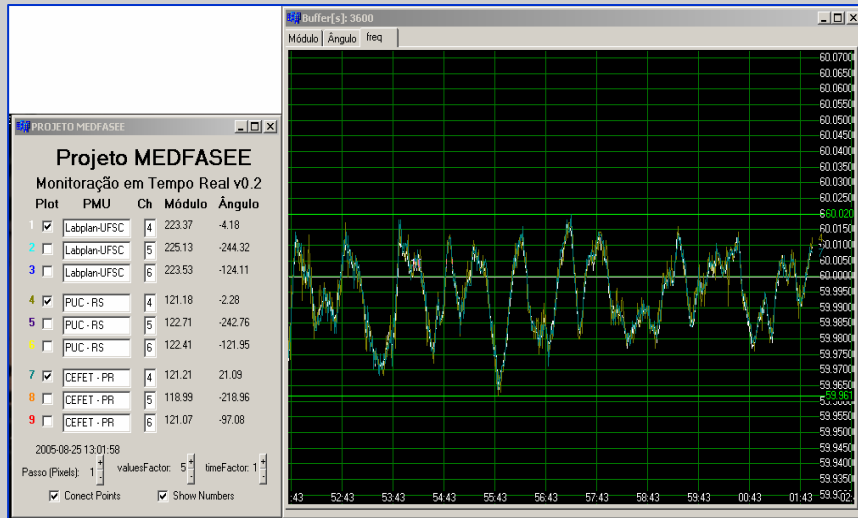 Buffer[s]: 3600
Módulo Ângulo freq
60.0700
60.0650
60.0600
60.0550
60.0500
60.0450
60.0400
60.0350
60.0300
60.0250
60.020
60.0150
60.0100
60.0050
60.0000
59.9950
59.9900
59.9850
59.9800
59.9750
59.9700
59.9650
59.961
59.9550
59.9500
59.9450
59.9400
59.9350
:43 52:43 53:43 54:43 55:43 56:43 57:43 58:43 59:43 00:43 01:43
PROJETO MEDFASEE
Projeto MEDFASEE
Monitoração em Tempo Real v0.2
Plot PMU Ch Módulo Ângulo
1 Labplan-UFSC 4 223.37 -4.18
2 Labplan-UFSC 5 225.13 -244.32
3 Labplan-UFSC 6 223.53 -124.11
4 PUC - RS 4 121.18 -2.28
5 PUC - RS 5 122.71 -242.76
6 PUC - RS 6 122.41 -121.95
7 CEFET - PR 4 121.21 21.09
8 CEFET - PR 5 118.99 -218.96
9 CEFET - PR 6 121.07 -97.08
2005-08-25 13:01:58
Passo (Pixels): 1 + - valuesFactor: 5 + - timeFactor: 1 + -
Conect Points Show Numbers